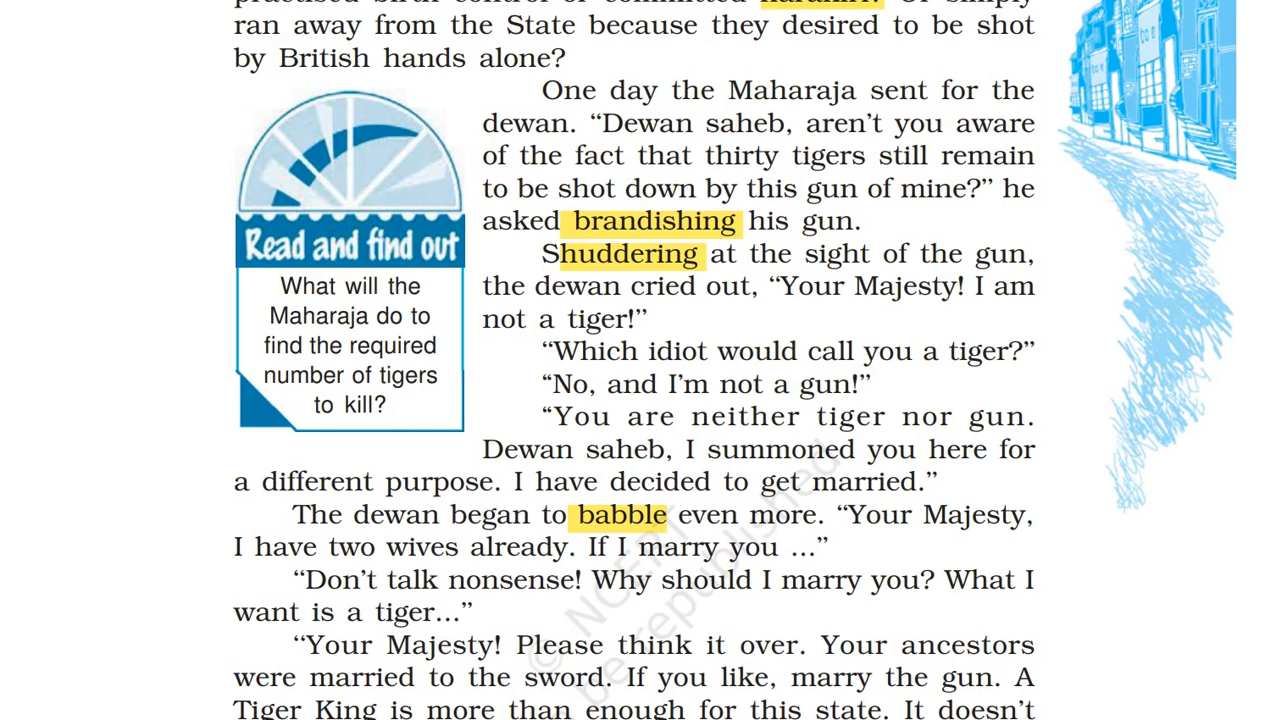 ran away from the State because they desired to be shot
by British hands alone?
One day the Maharaja sent for the
dewan. “Dewan saheb, aren’t you aware
of the fact that thirty tigers still remain
to be shot down by this gun of mine?” he
asked brandishing his gun.
Shuddering at the sight of the gun,
the dewan cried out, “Your Majesty! I am
not a tiger!”
“Which idiot would call you a tiger?”
“No, and I’m not a gun!”
“You are neither tiger nor gun.
Dewan saheb, I summoned you here for
a different purpose. I have decided to get married.”
Read and find out
What will the
Maharaja do to
find the required
number of tigers
to kill?
The dewan began to babble even more. “Your Majesty,
I have two wives already. If I marry you ...”
“Don’t talk nonsense! Why should I marry you? What I
want is a tiger...”
“Your Majesty! Please think it over. Your ancestors
were married to the sword. If you like, marry the gun. A
Tiger King is more than enough for this state. It doesn’t
© NCERT
be republished